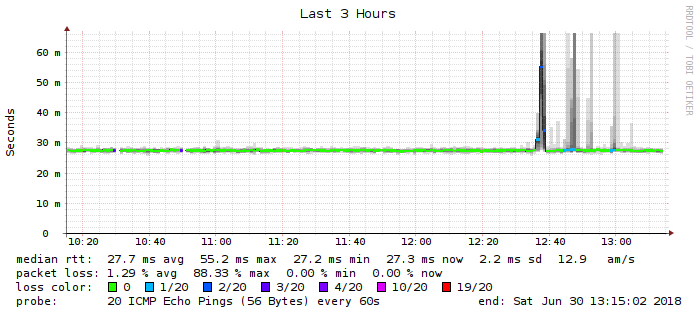 Last 3 Hours
RRDTOOL / TOBI OETIKER
Seconds
60 m
50 m
40 m
30 m
20 m
10 m
0
10:20 10:40 11:00 11:20 11:40 12:00 12:20 12:40 13:00
median rtt: 27.7 ms avg 55.2 ms max 27.2 ms min 27.3 ms now 2.2 ms sd 12.9 am/s
packet loss: 1.29 % avg 88.33 % max 0.00 % min 0.00 % now
loss color: 0 1/20 2/20 3/20 4/20 10/20 19/20
probe: 20 ICMP Echo Pings (56 Bytes) every 60s end: Sat Jun 30 13:15:02 2018